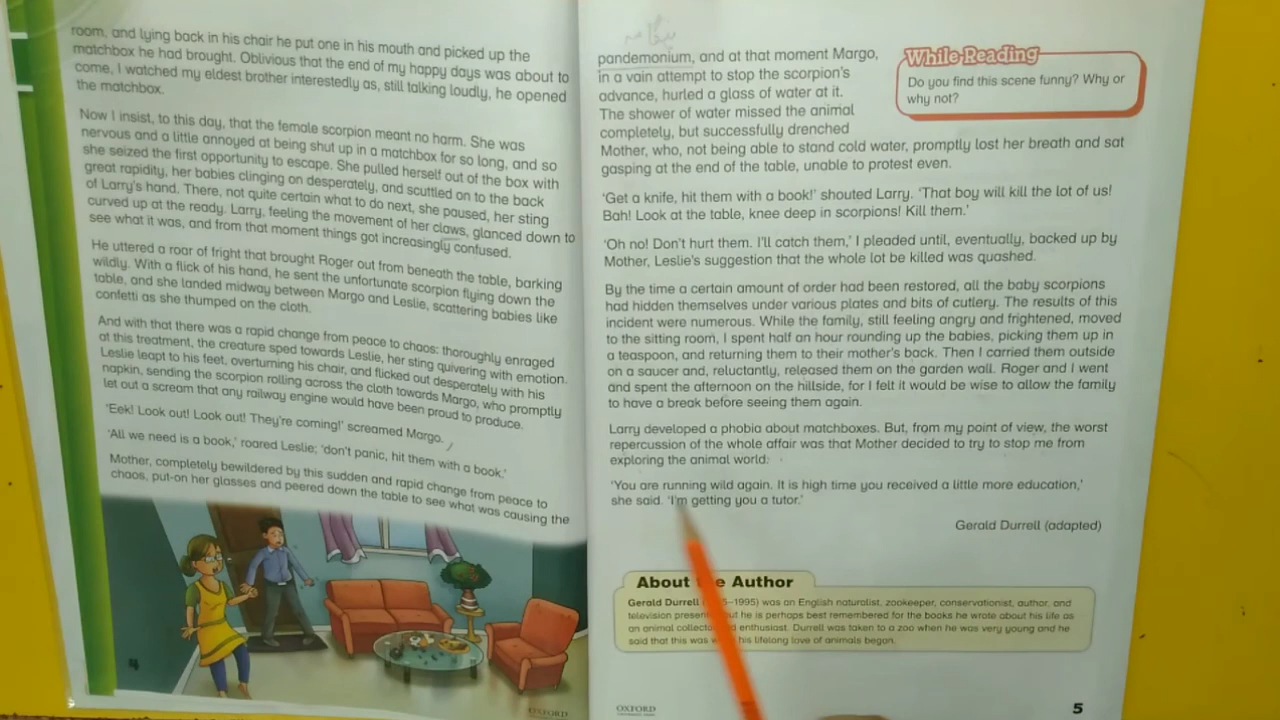 room, and lying back in his chair he put one in his mouth and picked up the
matchbox he had brought. Oblivious that the end of my happy days was about to
come, I watched my eldest brother interestedly as, still talking loudly, he opened
the matchbox.
Now I insist, to this day, that the female scorpion meant no harm. She was
nervous and a little annoyed at being shut up in a matchbox for so long, and so
she seized the first opportunity to escape. She pulled herself out of the box with
great rapidity, her babies clinging on desperately, and scuttled on to the back
of Larry's hand. There, not quite certain what to do next, she paused, her sting
curved up at the ready. Larry, feeling the movement of her claws, glanced down to
see what it was, and from that moment things got increasingly confused.
He uttered a roar of fright that brought Roger out from beneath the table, barking
wildly. With a flick of his hand, he sent the unfortunate scorpion flying down the
table, and she landed midway between Margo and Leslie, scattering babies like
confetti as she thumped on the cloth.
And with that there was a rapid change from peace to chaos: thoroughly enraged
at this treatment, the creature sped towards Leslie, her sting quivering with emotion.
Leslie leapt to his feet, overturning his chair, and flicked out desperately with his
napkin, sending the scorpion rolling across the cloth towards Margo, who promptly
let out a scream that any railway engine would have been proud to produce.
'Eek! Look out! Look out! They're coming!' screamed Margo.
'All we need is a book,' roared Leslie; 'don't panic, hit them with a book.'
Mother, completely bewildered by this sudden and rapid change from peace to
chaos, put-on her glasses and peered down the table to see what was causing the
4
OXFORD
pandemonium, and at that moment Margo,
in a vain attempt to stop the scorpion's
advance, hurled a glass of water at it.
The shower of water missed the animal
completely, but successfully drenched
Mother, who, not being able to stand cold water, promptly lost her breath and sat
gasping at the end of the table, unable to protest even.
While Reading
Do you find this scene funny? Why or
why not?
'Get a knife, hit them with a book!' shouted Larry. 'That boy will kill the lot of us!
Bah! Look at the table, knee deep in scorpions! Kill them.'
'Oh no! Don't hurt them. I'll catch them,' I pleaded until, eventually, backed up by
Mother, Leslie's suggestion that the whole lot be killed was quashed.
By the time a certain amount of order had been restored, all the baby scorpions
had hidden themselves under various plates and bits of cutlery. The results of this
incident were numerous. While the family, still feeling angry and frightened, moved
to the sitting room, I spent half an hour rounding up the babies, picking them up in
a teaspoon, and returning them to their mother's back. Then I carried them outside
on a saucer and, reluctantly, released them on the garden wall. Roger and I went
and spent the afternoon on the hillside, for I felt it would be wise to allow the family
to have a break before seeing them again.
Larry developed a phobia about matchboxes. But, from my point of view, the worst
repercussion of the whole affair was that Mother decided to try to stop me from
exploring the animal world.
'You are running wild again. It is high time you received a little more education,'
she said. 'I'm getting you a tutor.'
Gerald Durrell (adapted)
About the Author
Gerald Durrell 5–1995) was an English naturalist, zookeeper, conservationist, author, and
television but he is perhaps best remembered for the books he wrote about his life as
an animal enthusiast. Durrell was taken to a zoo when he was very young and he
said that this was his lifelong love of animals began.
OXFORD
5